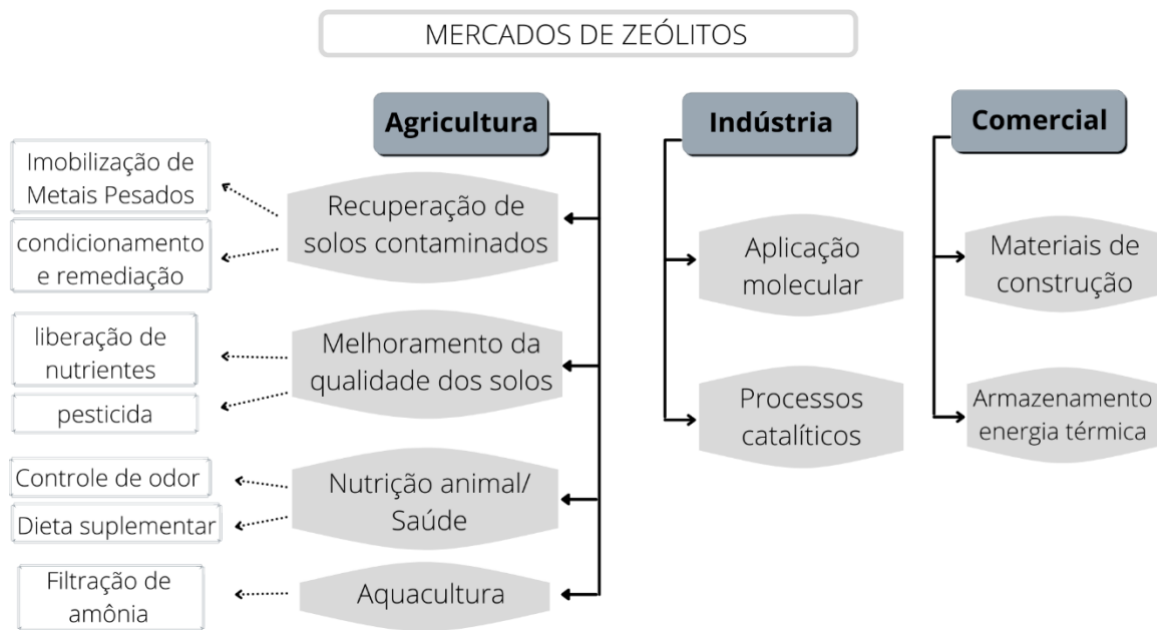 MERCADOS DE ZEÓLITOS
Agricultura
Recuperação de
solos contaminados
Imobilização de
Metais Pesados
condicionamento
e remediação
Melhoramento da
qualidade dos solos
liberação de
nutrientes
pesticida
Nutrição animal/
Saúde
Controle de odor
Dieta suplementar
Aquacultura
Filtração de
amônia
Indústria
Aplicação
molecular
Processos
catalíticos
Comercial
Materiais de
construção
Armazenamento
energia térmica